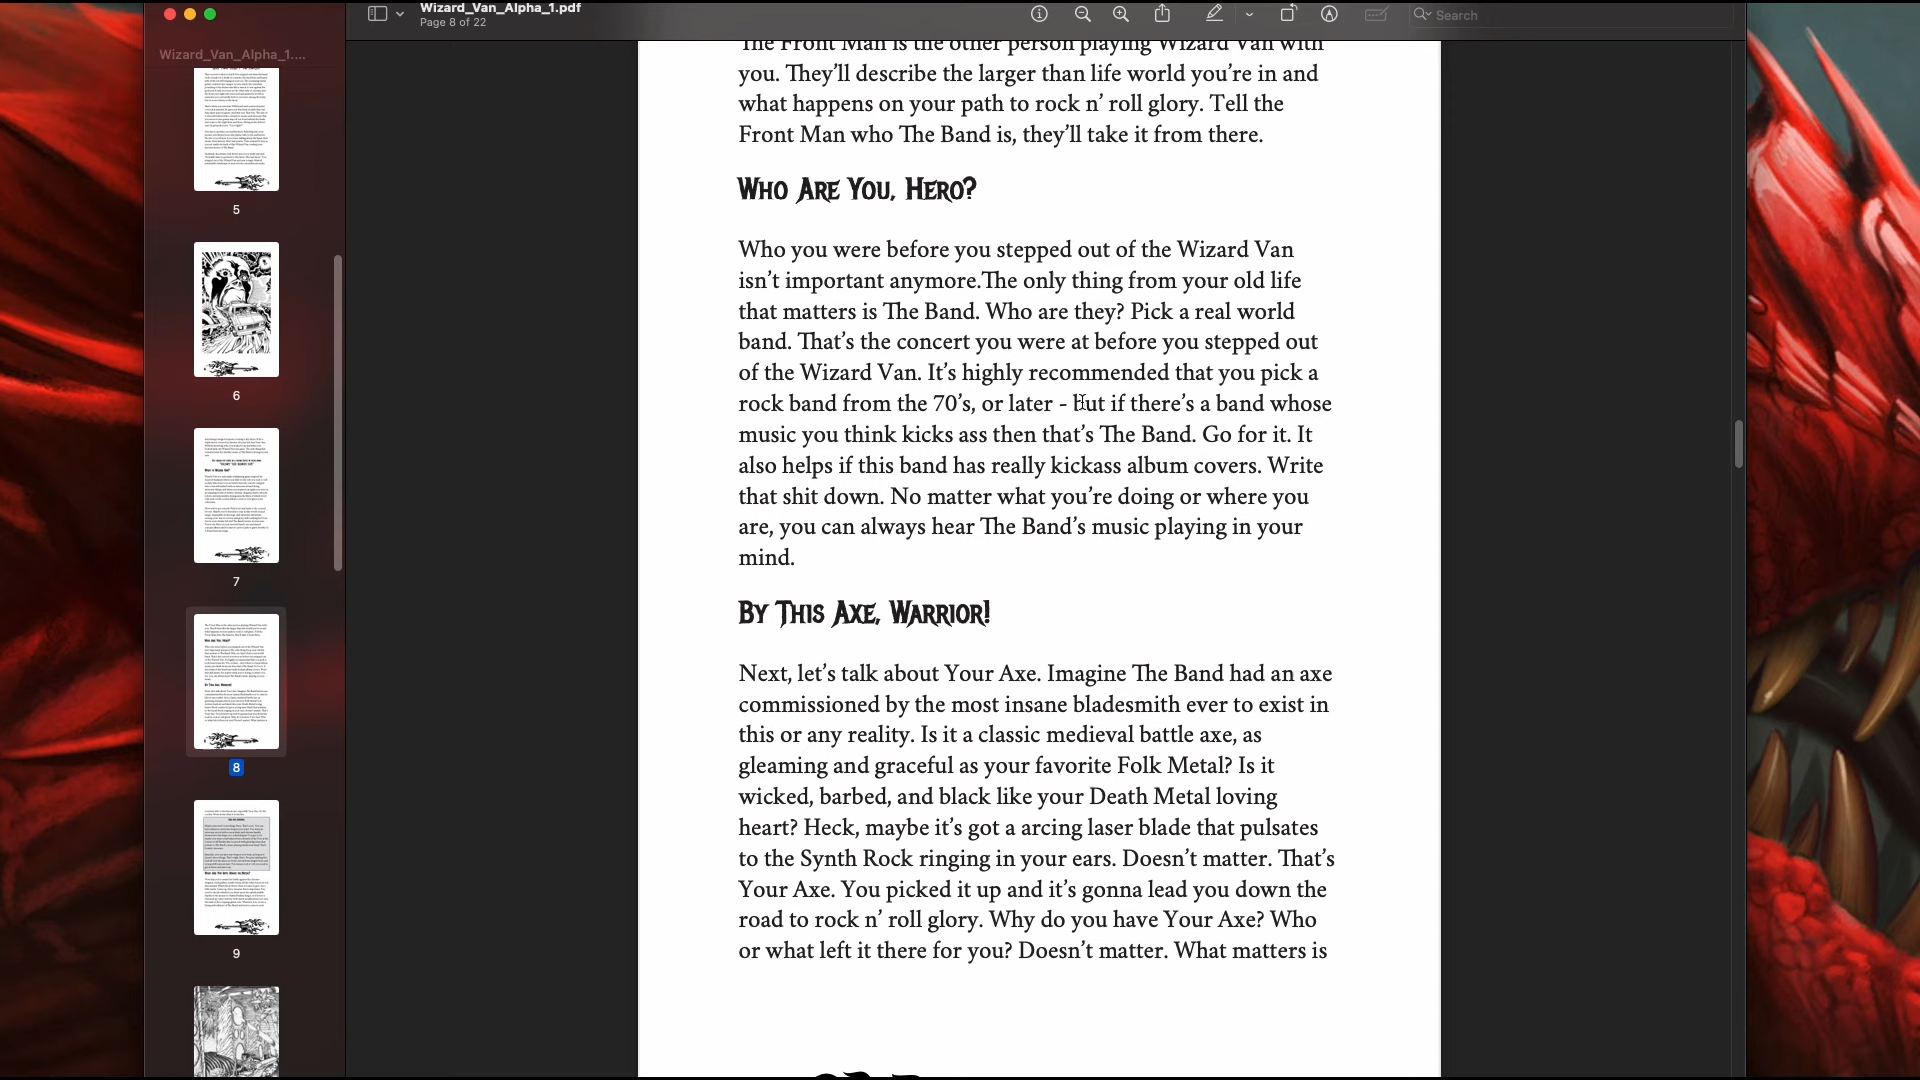 Wizard_Van_Alpha_1.pdf
Page 8 of 22
Search
Wizard_Van_Alpha_1....
5
6
7
8
9
The Front Man is the other person playing Wizard Van with
you. They’ll describe the larger than life world you’re in and
what happens on your path to rock n’ roll glory. Tell the
Front Man who The Band is, they’ll take it from there.
Who Are You, Hero?
Who you were before you stepped out of the Wizard Van
isn’t important anymore.The only thing from your old life
that matters is The Band. Who are they? Pick a real world
band. That’s the concert you were at before you stepped out
of the Wizard Van. It’s highly recommended that you pick a
rock band from the 70’s, or later - but if there’s a band whose
music you think kicks ass then that’s The Band. Go for it. It
also helps if this band has really kickass album covers. Write
that shit down. No matter what you’re doing or where you
are, you can always hear The Band’s music playing in your
mind.
By This Axe, Warrior!
Next, let’s talk about Your Axe. Imagine The Band had an axe
commissioned by the most insane bladesmith ever to exist in
this or any reality. Is it a classic medieval battle axe, as
gleaming and graceful as your favorite Folk Metal? Is it
wicked, barbed, and black like your Death Metal loving
heart? Heck, maybe it’s got a arcing laser blade that pulsates
to the Synth Rock ringing in your ears. Doesn’t matter. That’s
Your Axe. You picked it up and it’s gonna lead you down the
road to rock n’ roll glory. Why do you have Your Axe? Who
or what left it there for you? Doesn’t matter. What matters is